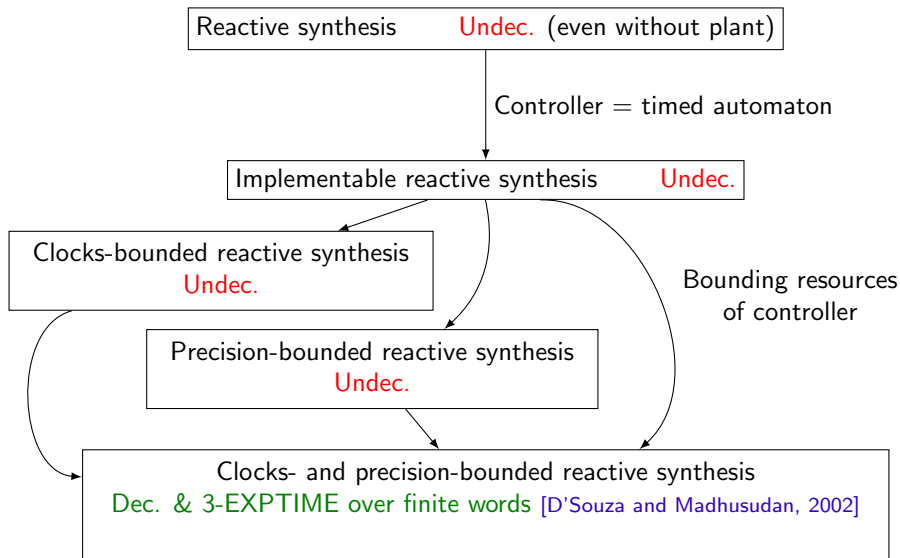 Reactive synthesis Undec. (even without plant)
Controller = timed automaton
Implementable reactive synthesis Undec.
Clocks-bounded reactive synthesis
Undec.
Bounding resources
of controller
Precision-bounded reactive synthesis
Undec.
Clocks- and precision-bounded reactive synthesis
Dec. & 3-EXPTIME over finite words [D'Souza and Madhusudan, 2002]